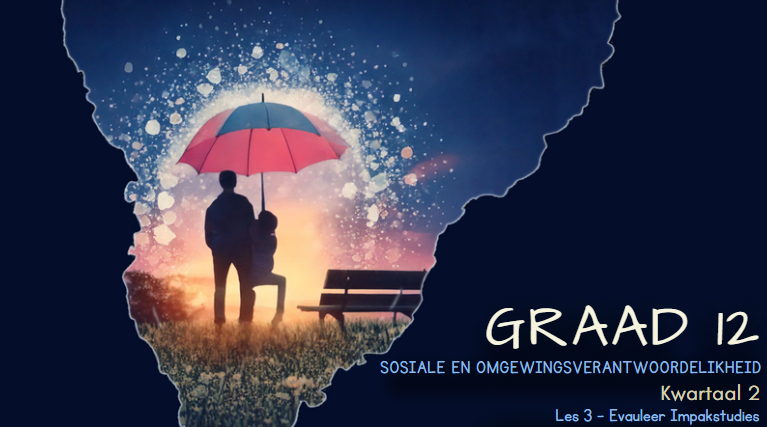 GRAAD 12
SOSIALE EN OMGEWINGSVERANTWOORDELIKHEID
Kwartaal 2
Les 3 - Evauleer Impakstudies